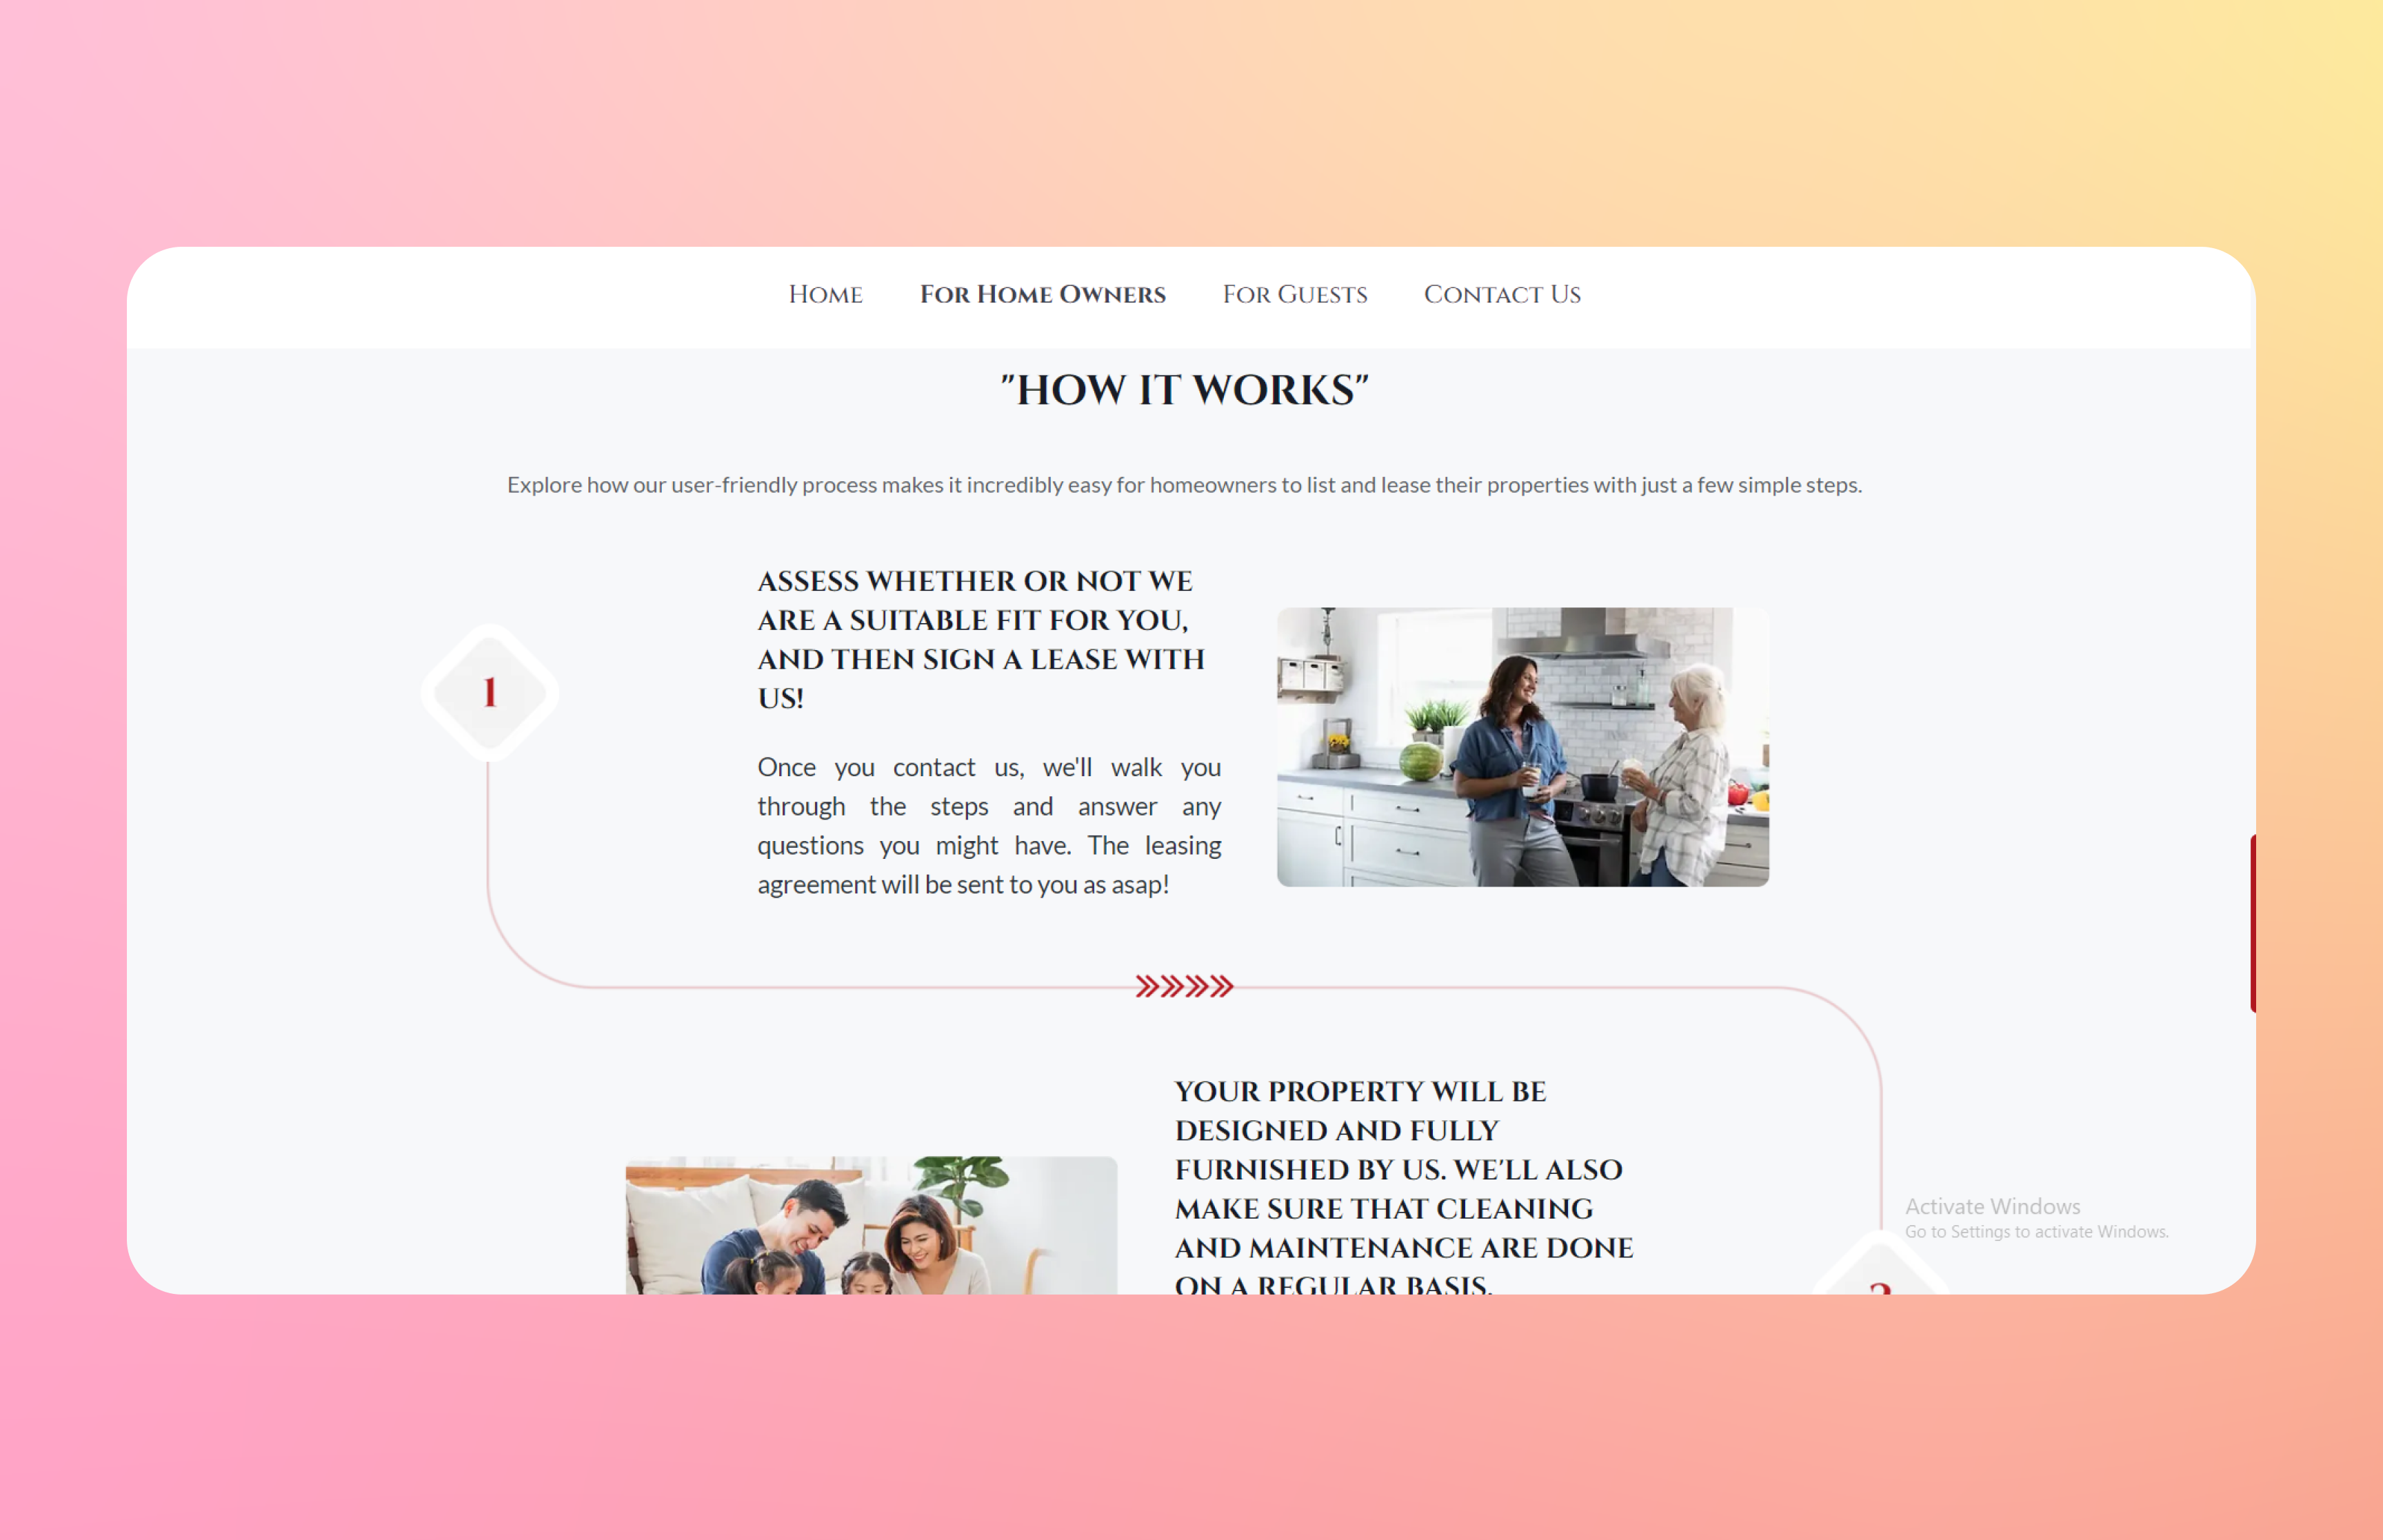 Home For Home Owners For Guests Contact Us
"HOW IT WORKS"
Explore how our user-friendly process makes it incredibly easy for homeowners to list and lease their properties with just a few simple steps.
1
ASSESS WHETHER OR NOT WE
ARE A SUITABLE FIT FOR YOU,
AND THEN SIGN A LEASE WITH
US!
Once you contact us, we'll walk you
through the steps and answer any
questions you might have. The leasing
agreement will be sent to you as asap!
YOUR PROPERTY WILL BE
DESIGNED AND FULLY
FURNISHED BY US. WE'LL ALSO
MAKE SURE THAT CLEANING
AND MAINTENANCE ARE DONE
ON A REGULAR BASIS.
Activate Windows
Go to Settings to activate Windows.